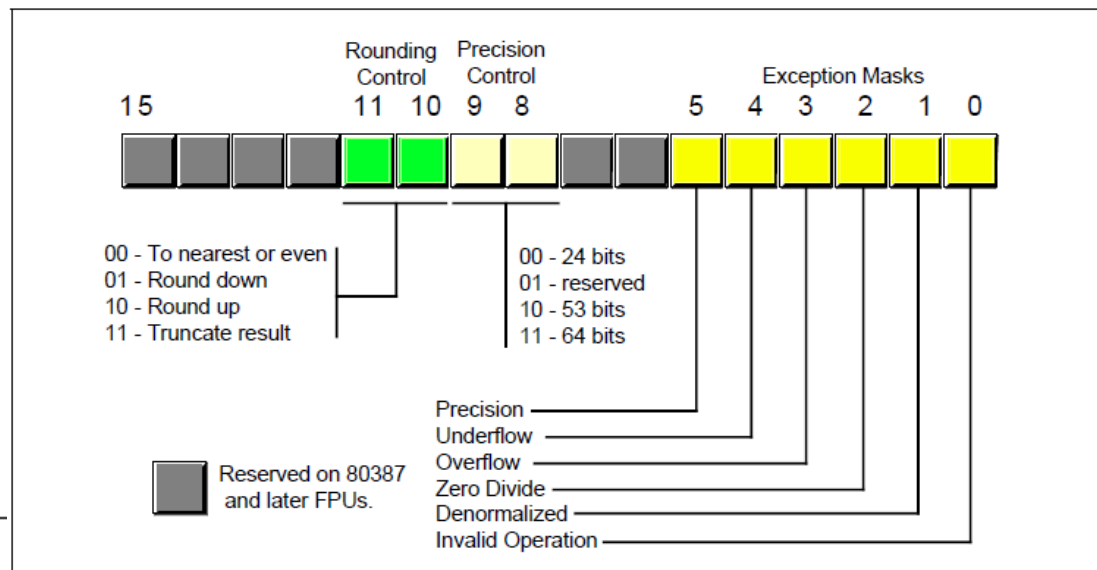 Rounding Control
Precision Control
Exception Masks
15 11 10 9 8 5 4 3 2 1 0
00 - To nearest or even
01 - Round down
10 - Round up
11 - Truncate result
00 - 24 bits
01 - reserved
10 - 53 bits
11 - 64 bits
Precision
Underflow
Overflow
Zero Divide
Denormalized
Invalid Operation
Reserved on 80387
and later FPUs.